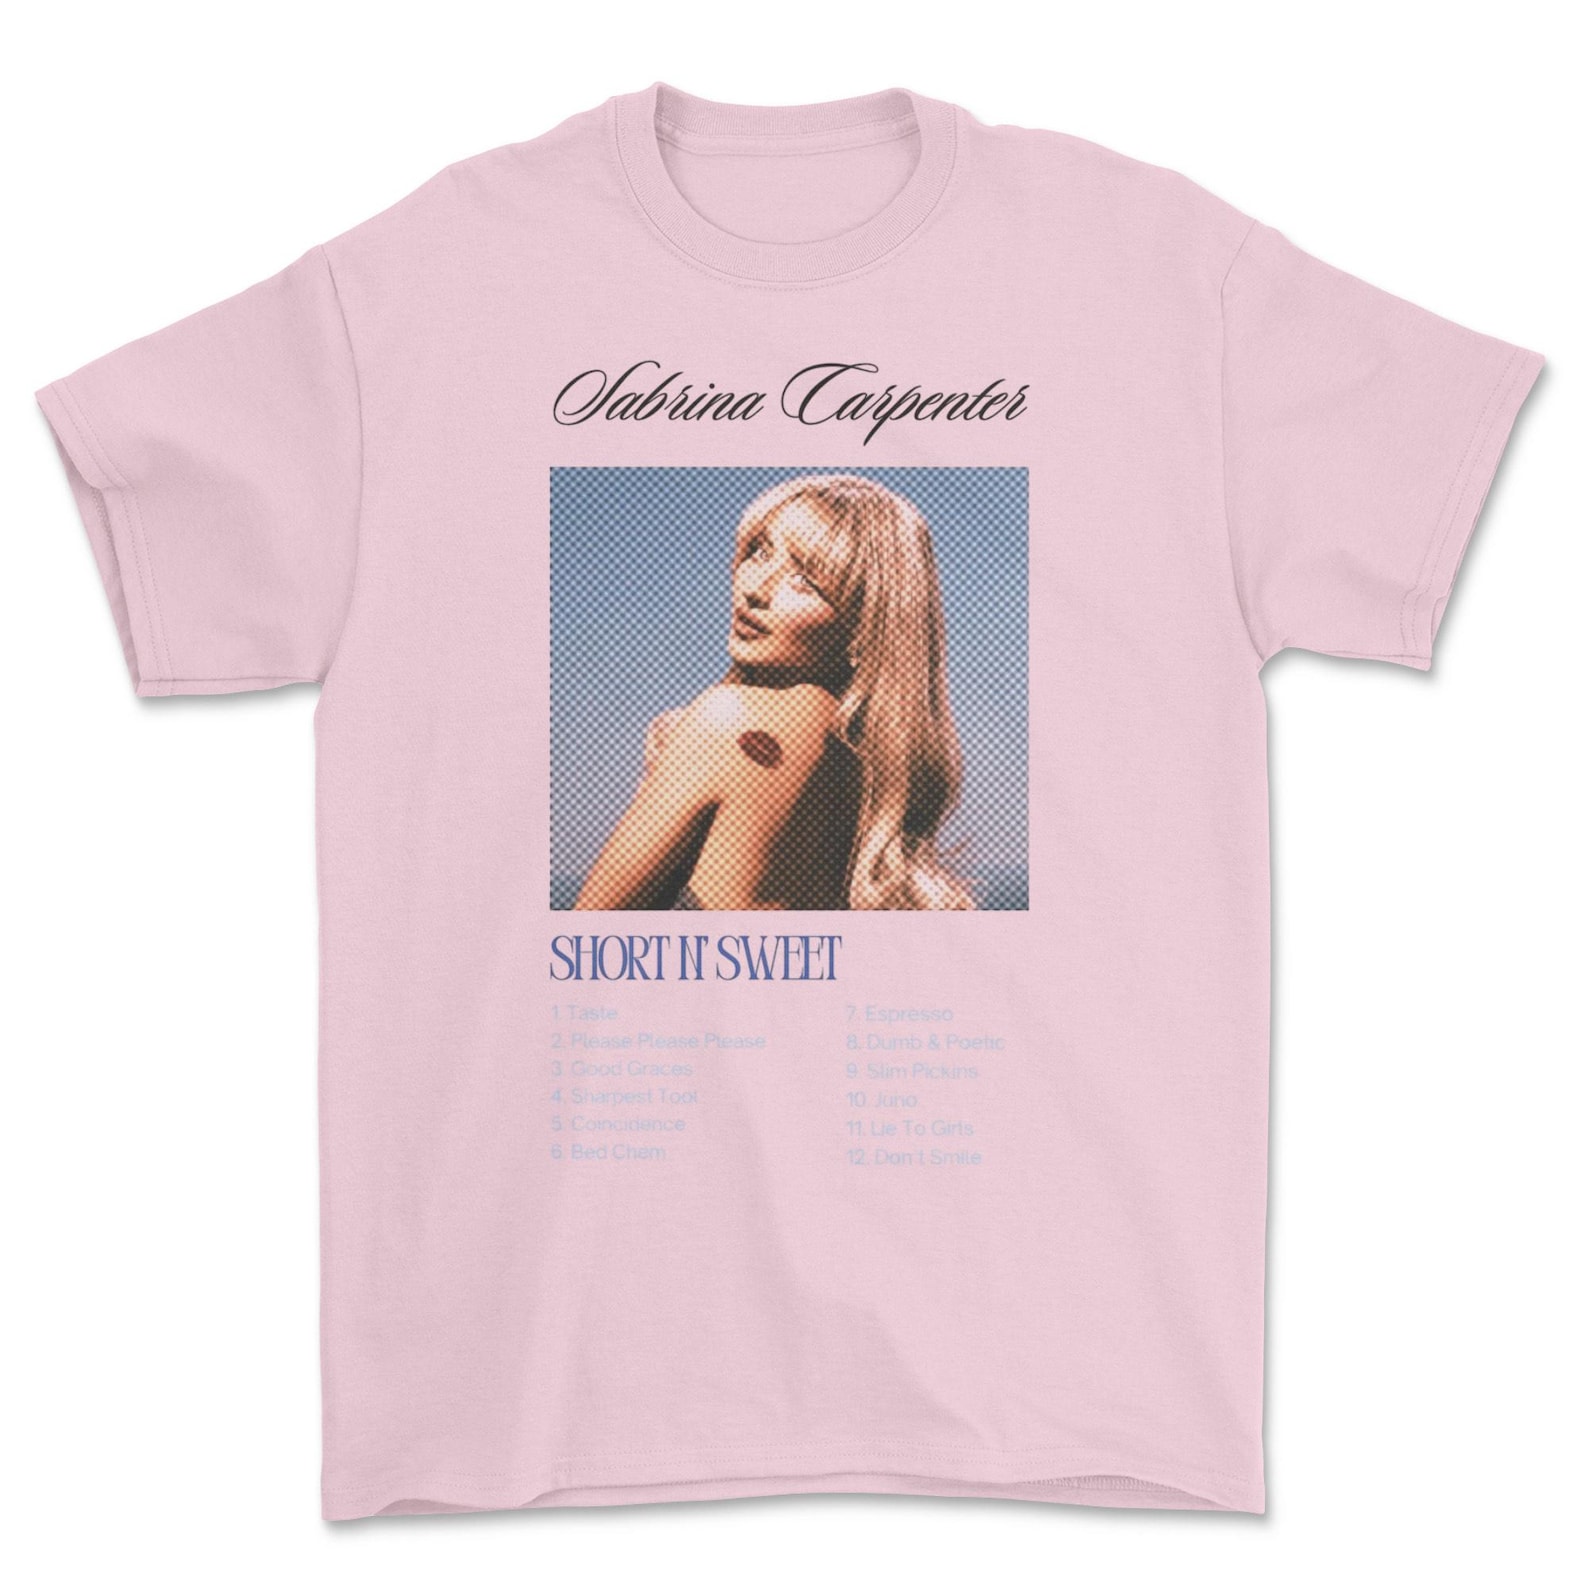 Sabrina Carpenter
SHORT N' SWEET
1. Taste
2. Please Please Please
3. Good Graces
4. Sharpest Tool
5. Coincidence
6. Bed Chem
7. Espresso
8. Dumb & Poetic
9. Slim Pickins
10. Juno
11. Lie To Girls
12. Don't Smile